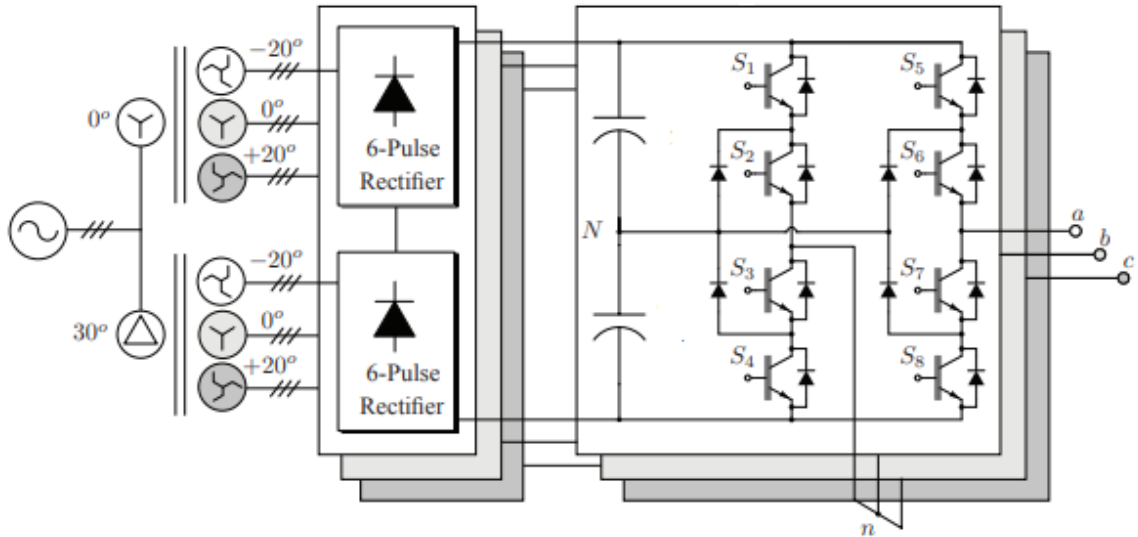 −20°
0°
+20°
0°
−20°
0°
+20°
30°
6-Pulse
Rectifier
6-Pulse
Rectifier
N
S₁
S₂
S₃
S₄
S₅
S₆
S₇
S₈
a
b
c
n